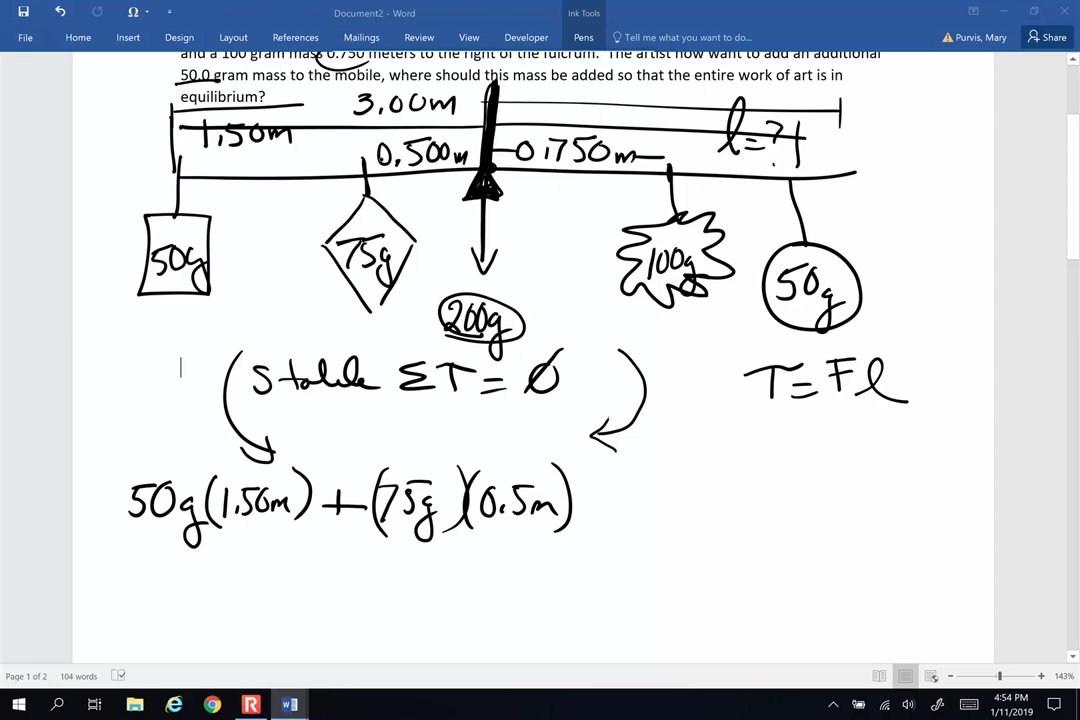 Document2 - Word
Ink Tools
File Home Insert Design Layout References Mailings Review View Developer Pens Tell me what you want to do... Purvis, Mary Share
and a 100 gram mass 0.750 meters to the right of the fulcrum. The artist now want to add an additional
50.0 gram mass to the mobile, where should this mass be added so that the entire work of art is in
equilibrium?
3.00m
1.50m
0.500m 0.750m l=?
50g 75g 100g 50g
200g
Stable ΣT=0 T=Fl
50g(1.50m)+(75g)(0.5m)
Page 1 of 2 104 words 143%
4:54 PM
1/11/2019